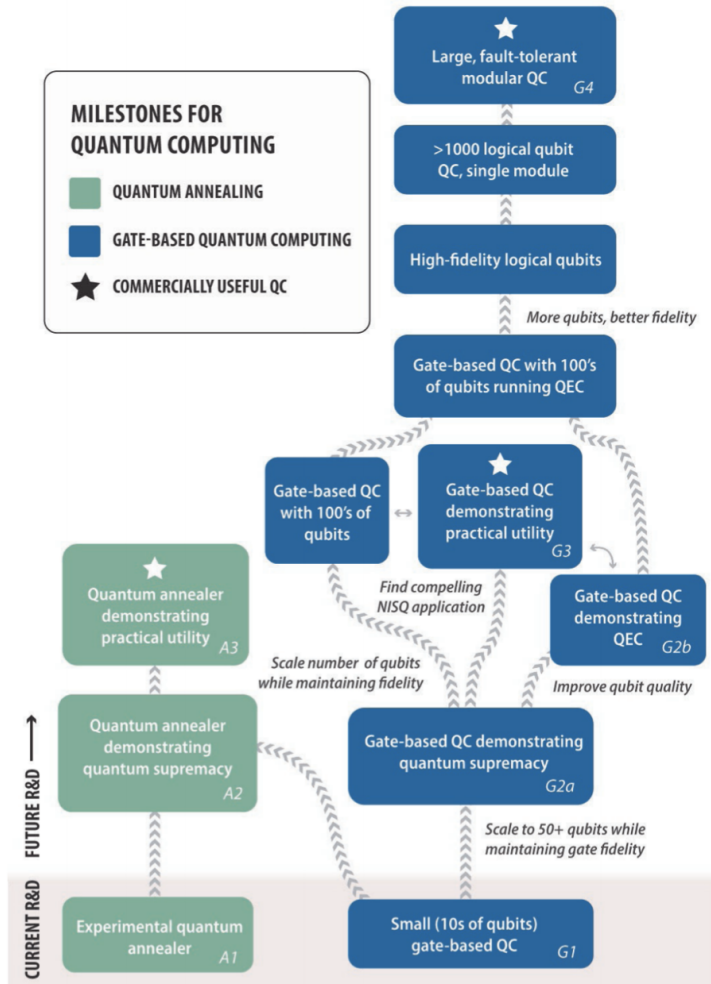 Large, fault-tolerant
modular QC
G4
MILESTONES FOR
QUANTUM COMPUTING
QUANTUM ANNEALING
GATE-BASED QUANTUM COMPUTING
COMMERCIALLY USEFUL QC
>1000 logical qubit
QC, single module
High-fidelity logical qubits
More qubits, better fidelity
Gate-based QC with 100's
of qubits running QEC
Gate-based QC
with 100's of
qubits
Gate-based QC
demonstrating
practical utility
G3
Quantum annealer
demonstrating
practical utility
A3
Find compelling
NISQ application
Gate-based QC
demonstrating
QEC
G2b
Scale number of qubits
while maintaining fidelity
Improve qubit quality
Quantum annealer
demonstrating
quantum supremacy
A2
Gate-based QC demonstrating
quantum supremacy
G2a
FUTURE R&D
Scale to 50+ qubits while
maintaining gate fidelity
CURRENT R&D
Experimental quantum
annealer
A1
Small (10s of qubits)
gate-based QC
G1